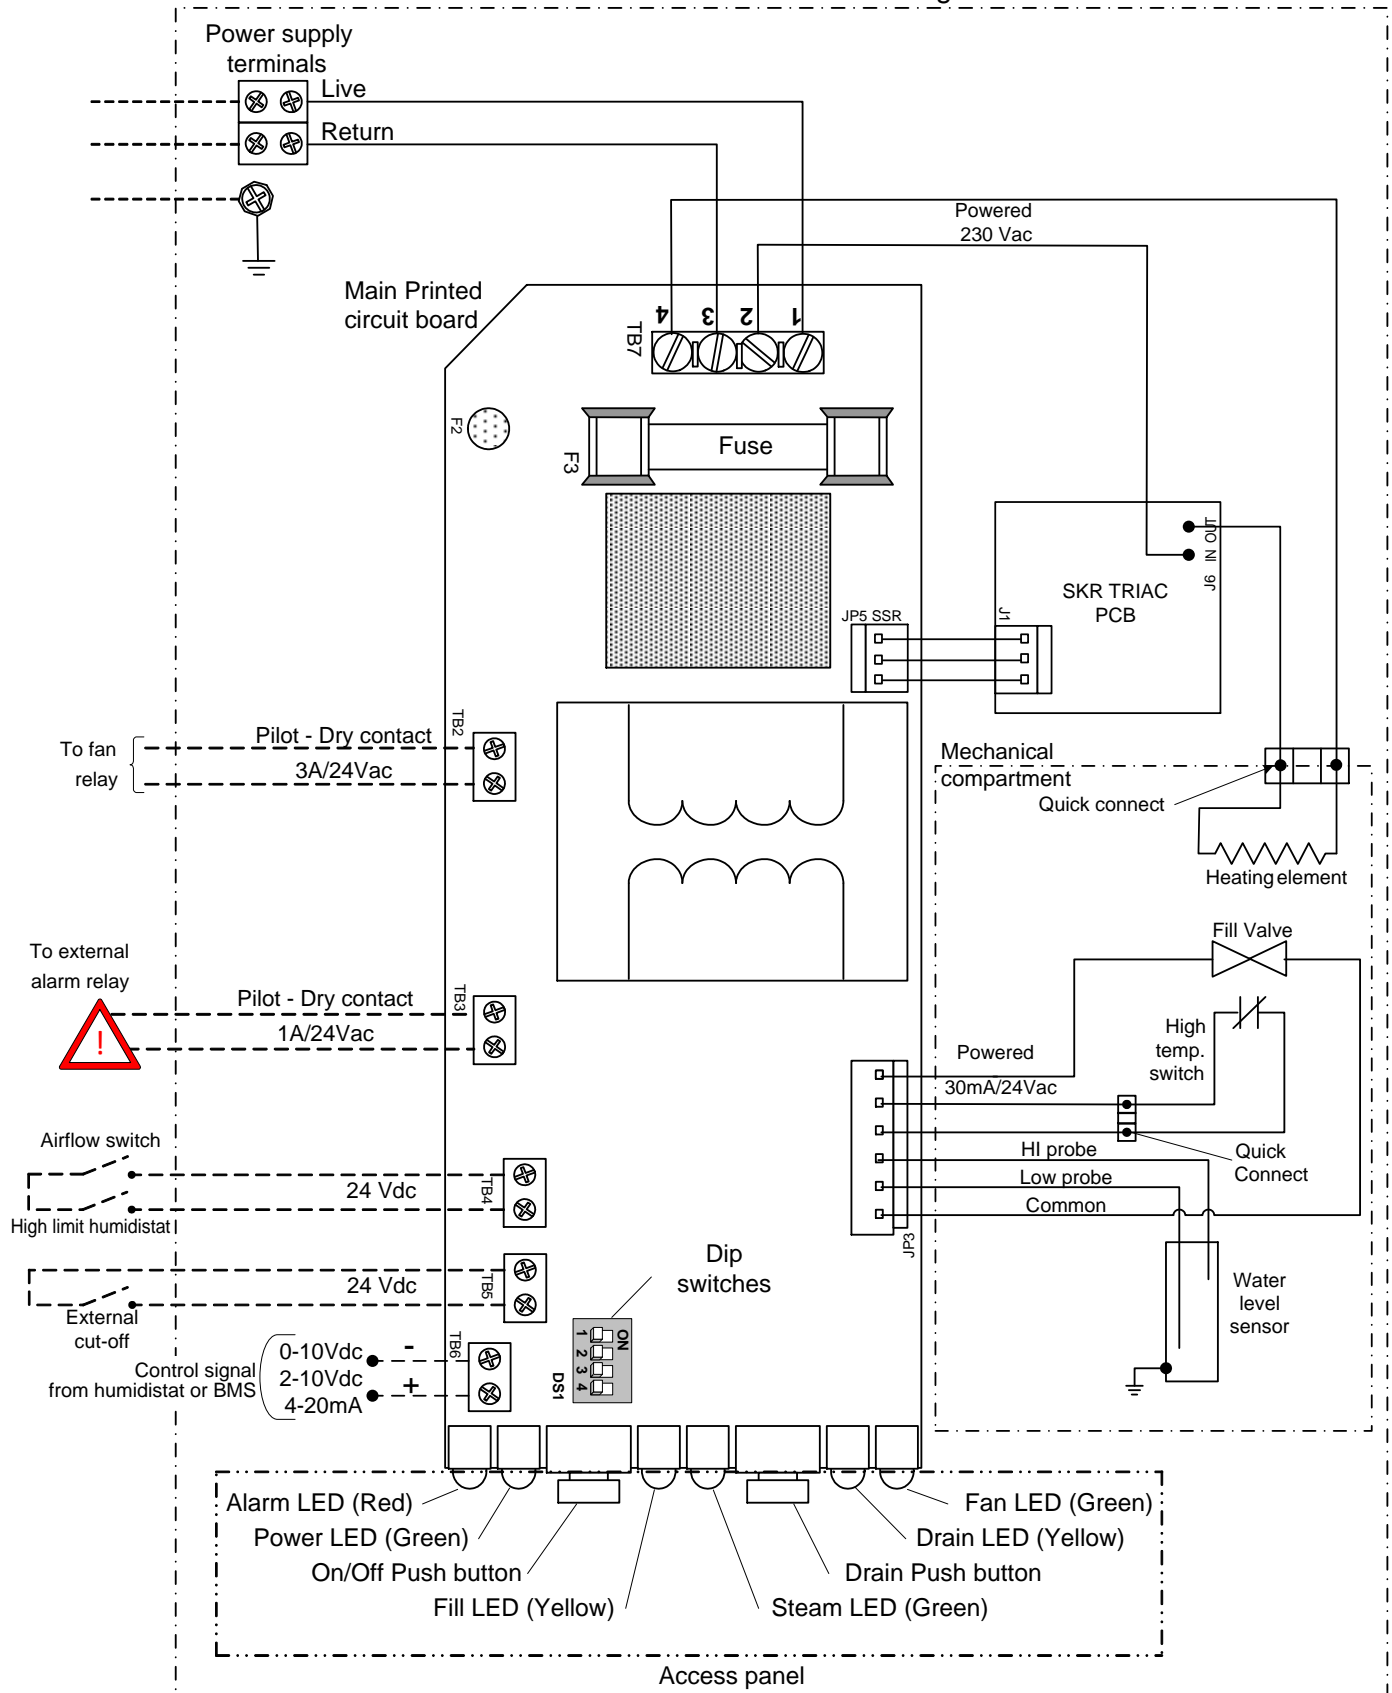 Power supply
terminals
Live
Return
Powered
230 Vac
Main Printed
circuit board
4 3 2 1
TB7
F2
F3
Fuse
OUT
IN
J6
SKR TRIAC
PCB
J1
JP5 SSR
TB2
Pilot - Dry contact
3A/24Vac
To fan
relay
Mechanical
compartment
Quick connect
Heating element
Fill Valve
To external
alarm relay
!
TB3
Pilot - Dry contact
1A/24Vac
High
temp.
switch
Powered
30mA/24Vac
Quick
Connect
HI probe
Low probe
Common
JP3
Airflow switch
24 Vdc
TB4
High limit humidistat
24 Vdc
TB5
External
cut-off
Dip
switches
Water
level
sensor
TB6
0-10Vdc -
2-10Vdc
4-20mA +
Control signal
from humidistat or BMS
ON
1
2
3
4
DS1
Alarm LED (Red)
Fan LED (Green)
Power LED (Green)
Drain LED (Yellow)
On/Off Push button
Drain Push button
Fill LED (Yellow)
Steam LED (Green)
Access panel